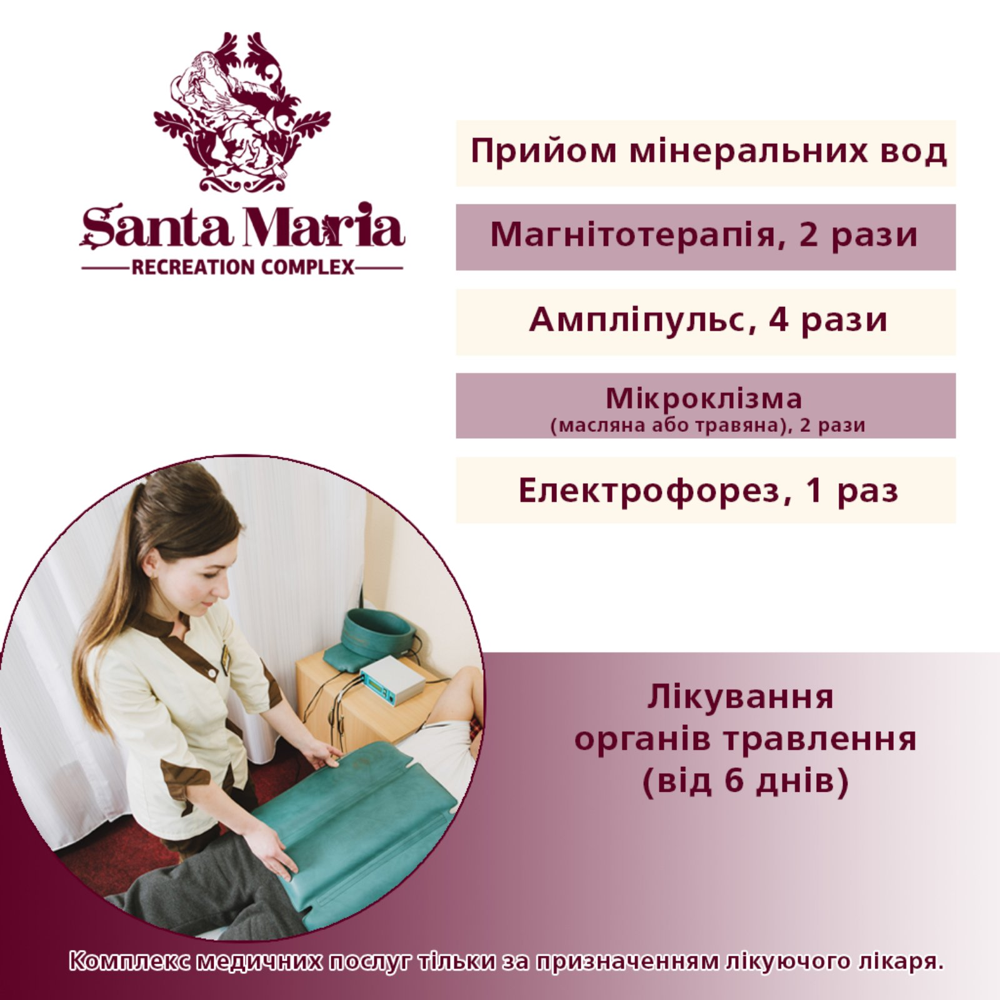 Santa Maria
RECREATION COMPLEX
Прийом мінеральних вод
Магнітотерапія, 2 рази
Ампліпульс, 4 рази
Мікроклізма
(масляна або травяна), 2 рази
Електрофорез, 1 раз
Лікування
органів травлення
(від 6 днів)
Комплекс медичних послуг тільки за призначенням лікуючого лікаря.